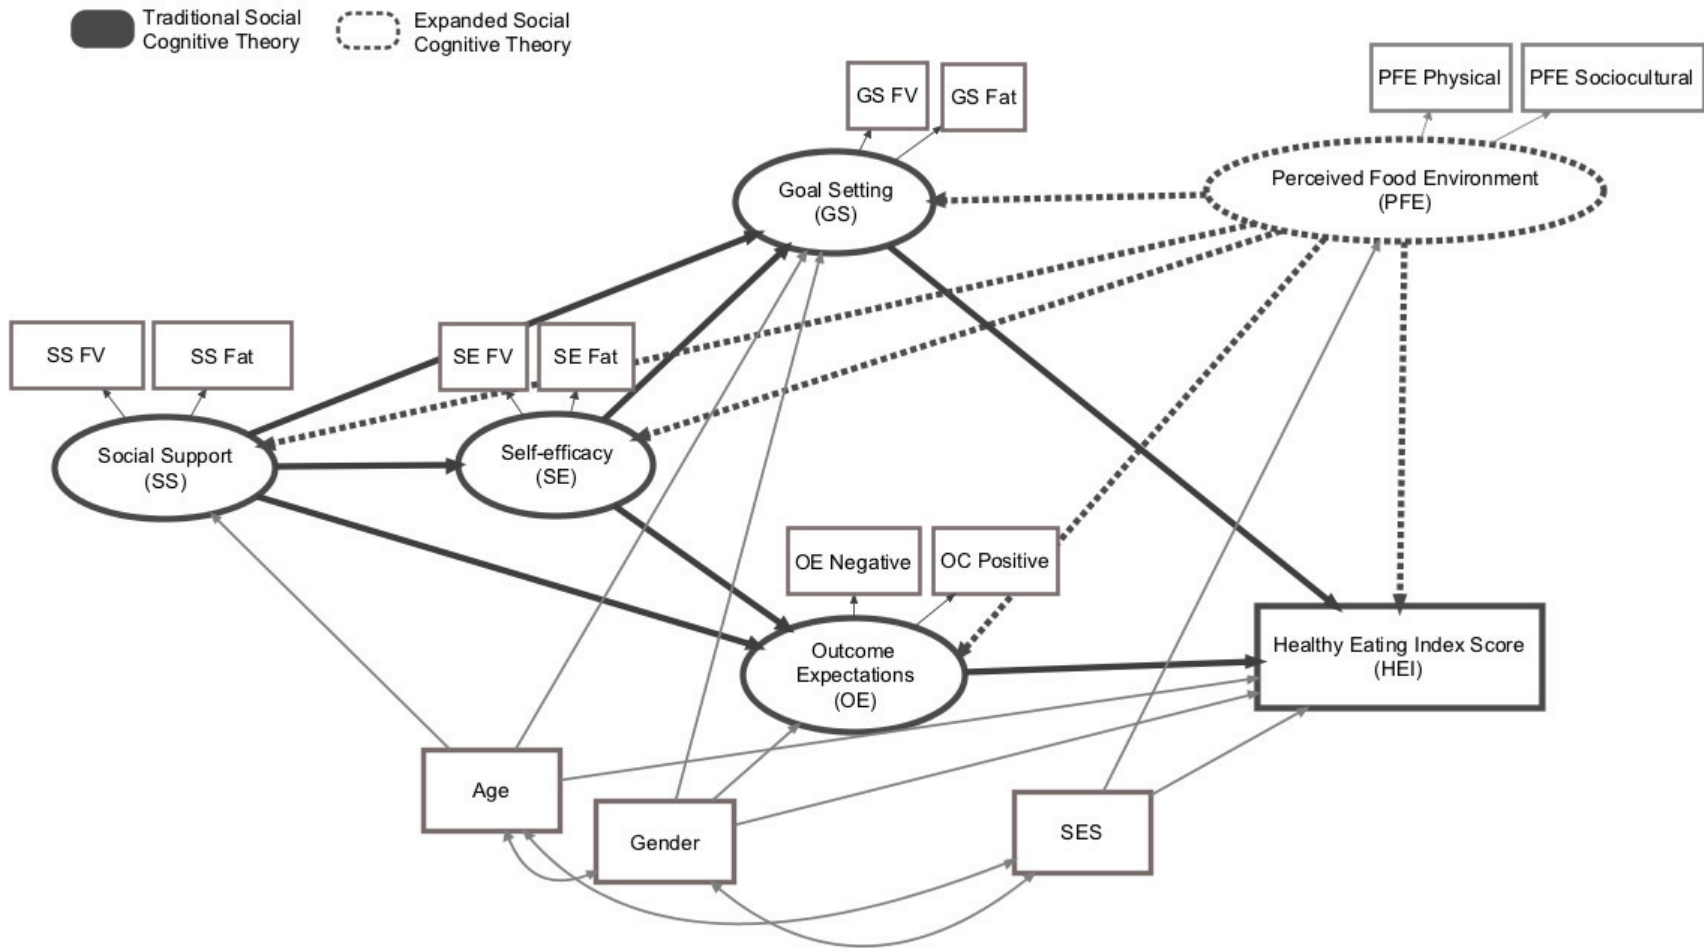 Traditional Social
Cognitive Theory
Expanded Social
Cognitive Theory
PFE Physical
PFE Sociocultural
GS FV
GS Fat
Goal Setting
(GS)
Perceived Food Environment
(PFE)
SS FV
SS Fat
SE FV
SE Fat
Social Support
(SS)
Self-efficacy
(SE)
OE Negative
OC Positive
Outcome
Expectations
(OE)
Healthy Eating Index Score
(HEI)
Age
Gender
SES